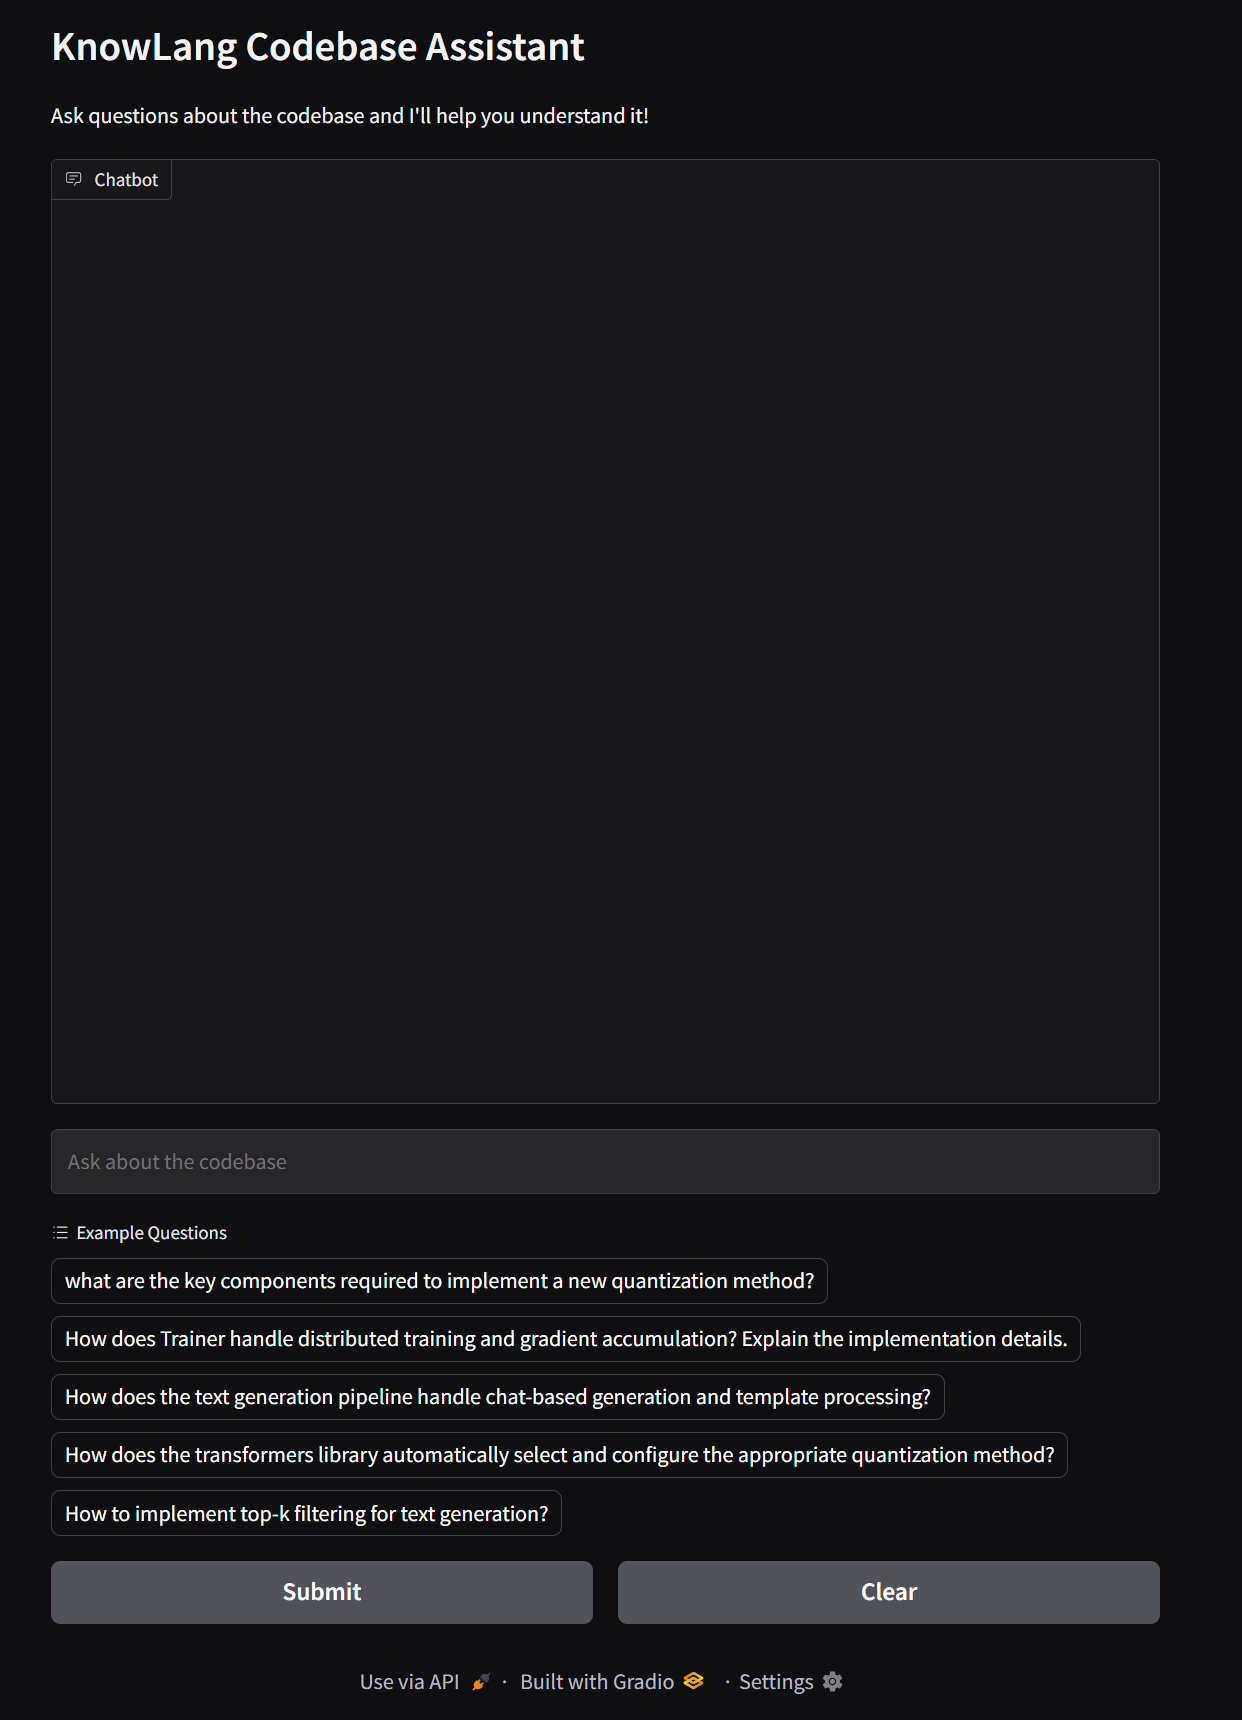 KnowLang Codebase Assistant
Ask questions about the codebase and I'll help you understand it!
Chatbot
Ask about the codebase
Example Questions
what are the key components required to implement a new quantization method?
How does Trainer handle distributed training and gradient accumulation? Explain the implementation details.
How does the text generation pipeline handle chat-based generation and template processing?
How does the transformers library automatically select and configure the appropriate quantization method?
How to implement top-k filtering for text generation?
Submit Clear
Use via API · Built with Gradio · Settings